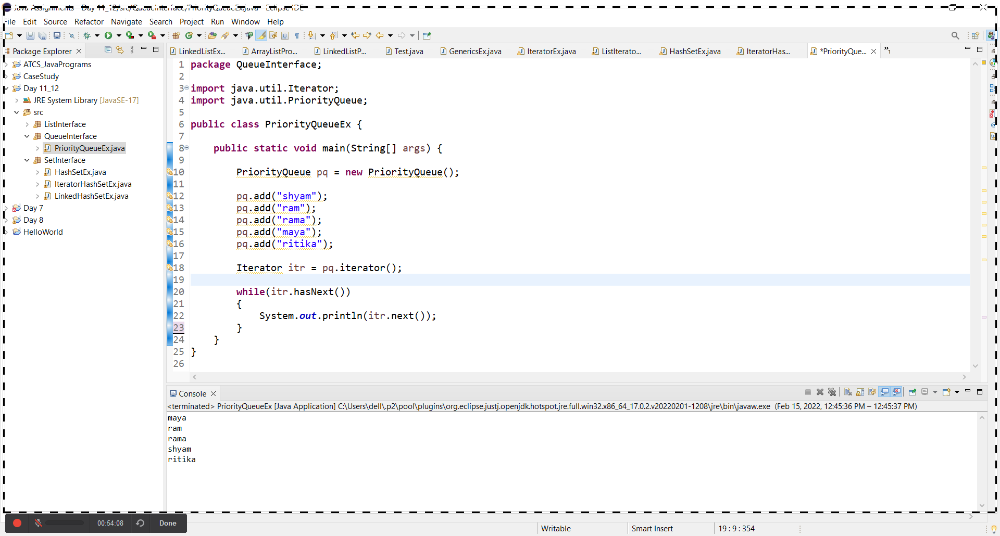 Java Assignments - Day 11_12/src/QueueInterface/PriorityQueueEx.java - Eclipse IDE
File Edit Source Refactor Navigate Search Project Run Window Help
Package Explorer
LinkedListEx... ArrayListPro... LinkedListP... Test.java GenericsEx.java IteratorEx.java ListIterato... HashSetEx.java IteratorHas... *PriorityQue... »1
ATCS_JavaPrograms
CaseStudy
Day 11_12
JRE System Library [JavaSE-17]
src
ListInterface
QueueInterface
PriorityQueueEx.java
SetInterface
HashSetEx.java
IteratorHashSetEx.java
LinkedHashSetEx.java
Day 7
Day 8
HelloWorld
1 package QueueInterface;
2
3 import java.util.Iterator;
4 import java.util.PriorityQueue;
5
6 public class PriorityQueueEx {
7
8 public static void main(String[] args) {
9
10 PriorityQueue pq = new PriorityQueue();
11
12 pq.add("shyam");
13 pq.add("ram");
14 pq.add("rama");
15 pq.add("maya");
16 pq.add("ritika");
17
18 Iterator itr = pq.iterator();
19
20 while(itr.hasNext())
21 {
22 System.out.println(itr.next());
23 }
24 }
25 }
26
Console
<terminated> PriorityQueueEx [Java Application] C:\Users\dell\.p2\pool\plugins\org.eclipse.justj.openjdk.hotspot.jre.full.win32.x86_64_17.0.2.v20220201-1208\jre\bin\javaw.exe (Feb 15, 2022, 12:45:36 PM – 12:45:37 PM)
maya
ram
rama
shyam
ritika
00:54:08 Done
Writable Smart Insert 19 : 9 : 354